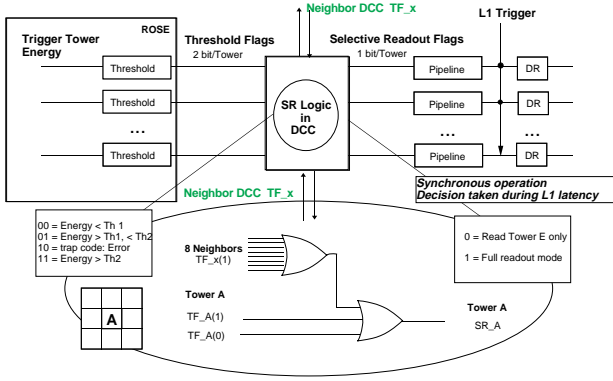 Neighbor DCC TF_x
L1 Trigger
ROSE
Trigger Tower
Energy
Threshold Flags
2 bit/Tower
Selective Readout Flags
1 bit/Tower
Threshold
Pipeline
DR
Threshold
Pipeline
DR
SR Logic
in
DCC
...
...
...
Threshold
Pipeline
DR
Neighbor DCC TF_x
Synchronous operation
Decision taken during L1 latency
00 = Energy < Th 1
01 = Energy > Th1, < Th2
10 = trap code: Error
11 = Energy > Th2
0 = Read Tower E only
1 = Full readout mode
8 Neighbors
TF_x(1)
Tower A
TF_A(1)
TF_A(0)
Tower A
SR_A
A